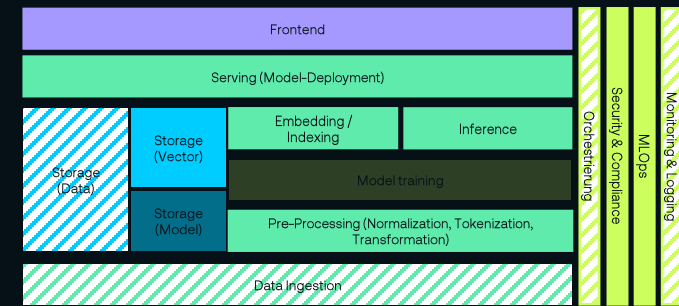 Frontend
Serving (Model-Deployment)
Storage
(Data)
Storage
(Vector)
Storage
(Model)
Embedding /
Indexing
Inference
Model training
Pre-Processing (Normalization, Tokenization,
Transformation)
Data Ingestion
Orchestrierung
Security & Compliance
MLOps
Monitoring & Logging